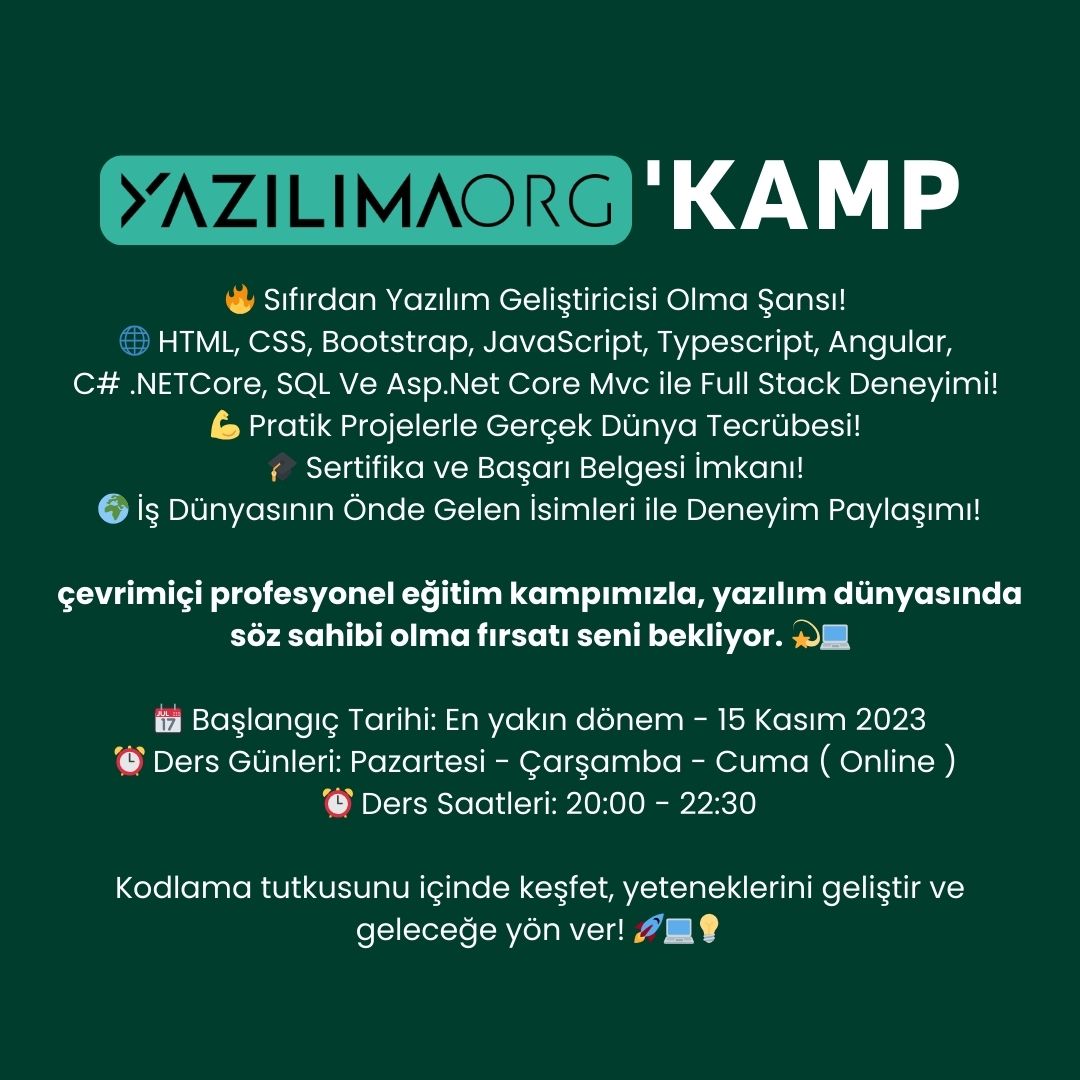 YAZILIMAORG 'KAMP
🔥 Sıfırdan Yazılım Geliştiricisi Olma Şansı!
🌐 HTML, CSS, Bootstrap, JavaScript, Typescript, Angular,
C# .NETCore, SQL Ve Asp.Net Core Mvc ile Full Stack Deneyimi!
💪 Pratik Projelerle Gerçek Dünya Tecrübesi!
🎓 Sertifika ve Başarı Belgesi İmkanı!
🌍 İş Dünyasının Önde Gelen İsimleri ile Deneyim Paylaşımı!
çevrimiçi profesyonel eğitim kampımızla, yazılım dünyasında
söz sahibi olma fırsatı seni bekliyor. 💫💻
📅 Başlangıç Tarihi: En yakın dönem - 15 Kasım 2023
⏰ Ders Günleri: Pazartesi - Çarşamba - Cuma ( Online )
⏰ Ders Saatleri: 20:00 - 22:30
Kodlama tutkusunu içinde keşfet, yeteneklerini geliştir ve
geleceğe yön ver! 🚀💻💡